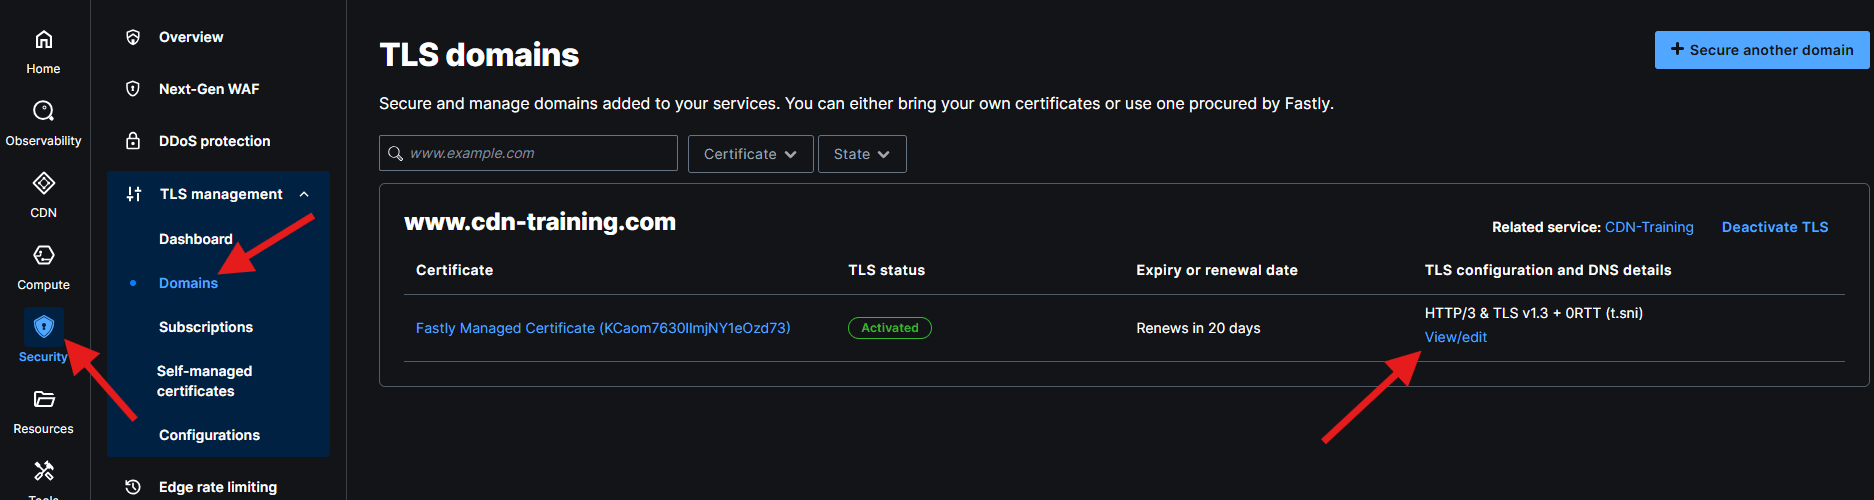 Home
Observability
CDN
Compute
Security
Resources
Tools
Overview
Next-Gen WAF
DDoS protection
TLS management
Dashboard
Domains
Subscriptions
Self-managed
certificates
Configurations
Edge rate limiting
TLS domains
+ Secure another domain
Secure and manage domains added to your services. You can either bring your own certificates or use one procured by Fastly.
www.example.com
Certificate
State
www.cdn-training.com
Related service: CDN-Training
Deactivate TLS
Certificate
TLS status
Expiry or renewal date
TLS configuration and DNS details
Fastly Managed Certificate (KCaom7630IImjNY1eOzd73)
Activated
Renews in 20 days
HTTP/3 & TLS v1.3 + 0RTT (t.sni)
View/edit